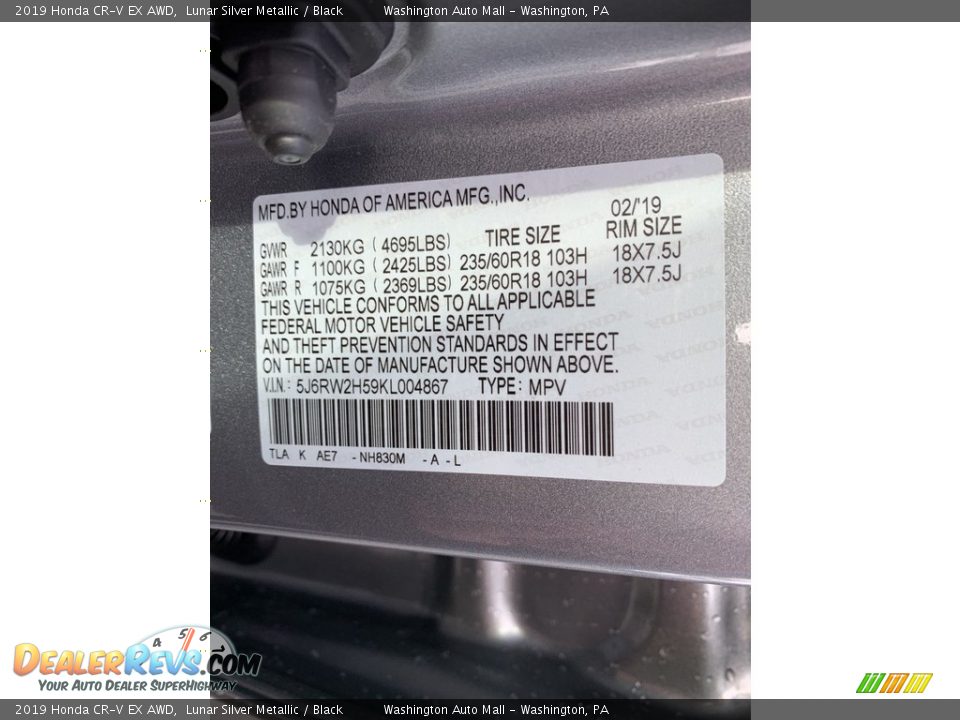 2019 Honda CR-V EX AWD,   Lunar Silver Metallic / Black          Washington Auto Mall - Washington, PA
MFD.BY HONDA OF AMERICA MFG.,INC.
02/'19
GVWR 2130KG ( 4695LBS) TIRE SIZE RIM SIZE
GAWR F 1100KG ( 2425LBS) 235/60R18 103H 18X7.5J
GAWR R 1075KG ( 2369LBS) 235/60R18 103H 18X7.5J
THIS VEHICLE CONFORMS TO ALL APPLICABLE
FEDERAL MOTOR VEHICLE SAFETY
AND THEFT PREVENTION STANDARDS IN EFFECT
ON THE DATE OF MANUFACTURE SHOWN ABOVE.
V.I.N.: 5J6RW2H59KL004867 TYPE: MPV
TLA K AE7 - NH830M - A - L
4 5 6
DEALERREVS.COM
YOUR AUTO DEALER SUPERHIGHWAY
2019 Honda CR-V EX AWD,   Lunar Silver Metallic / Black          Washington Auto Mall - Washington, PA